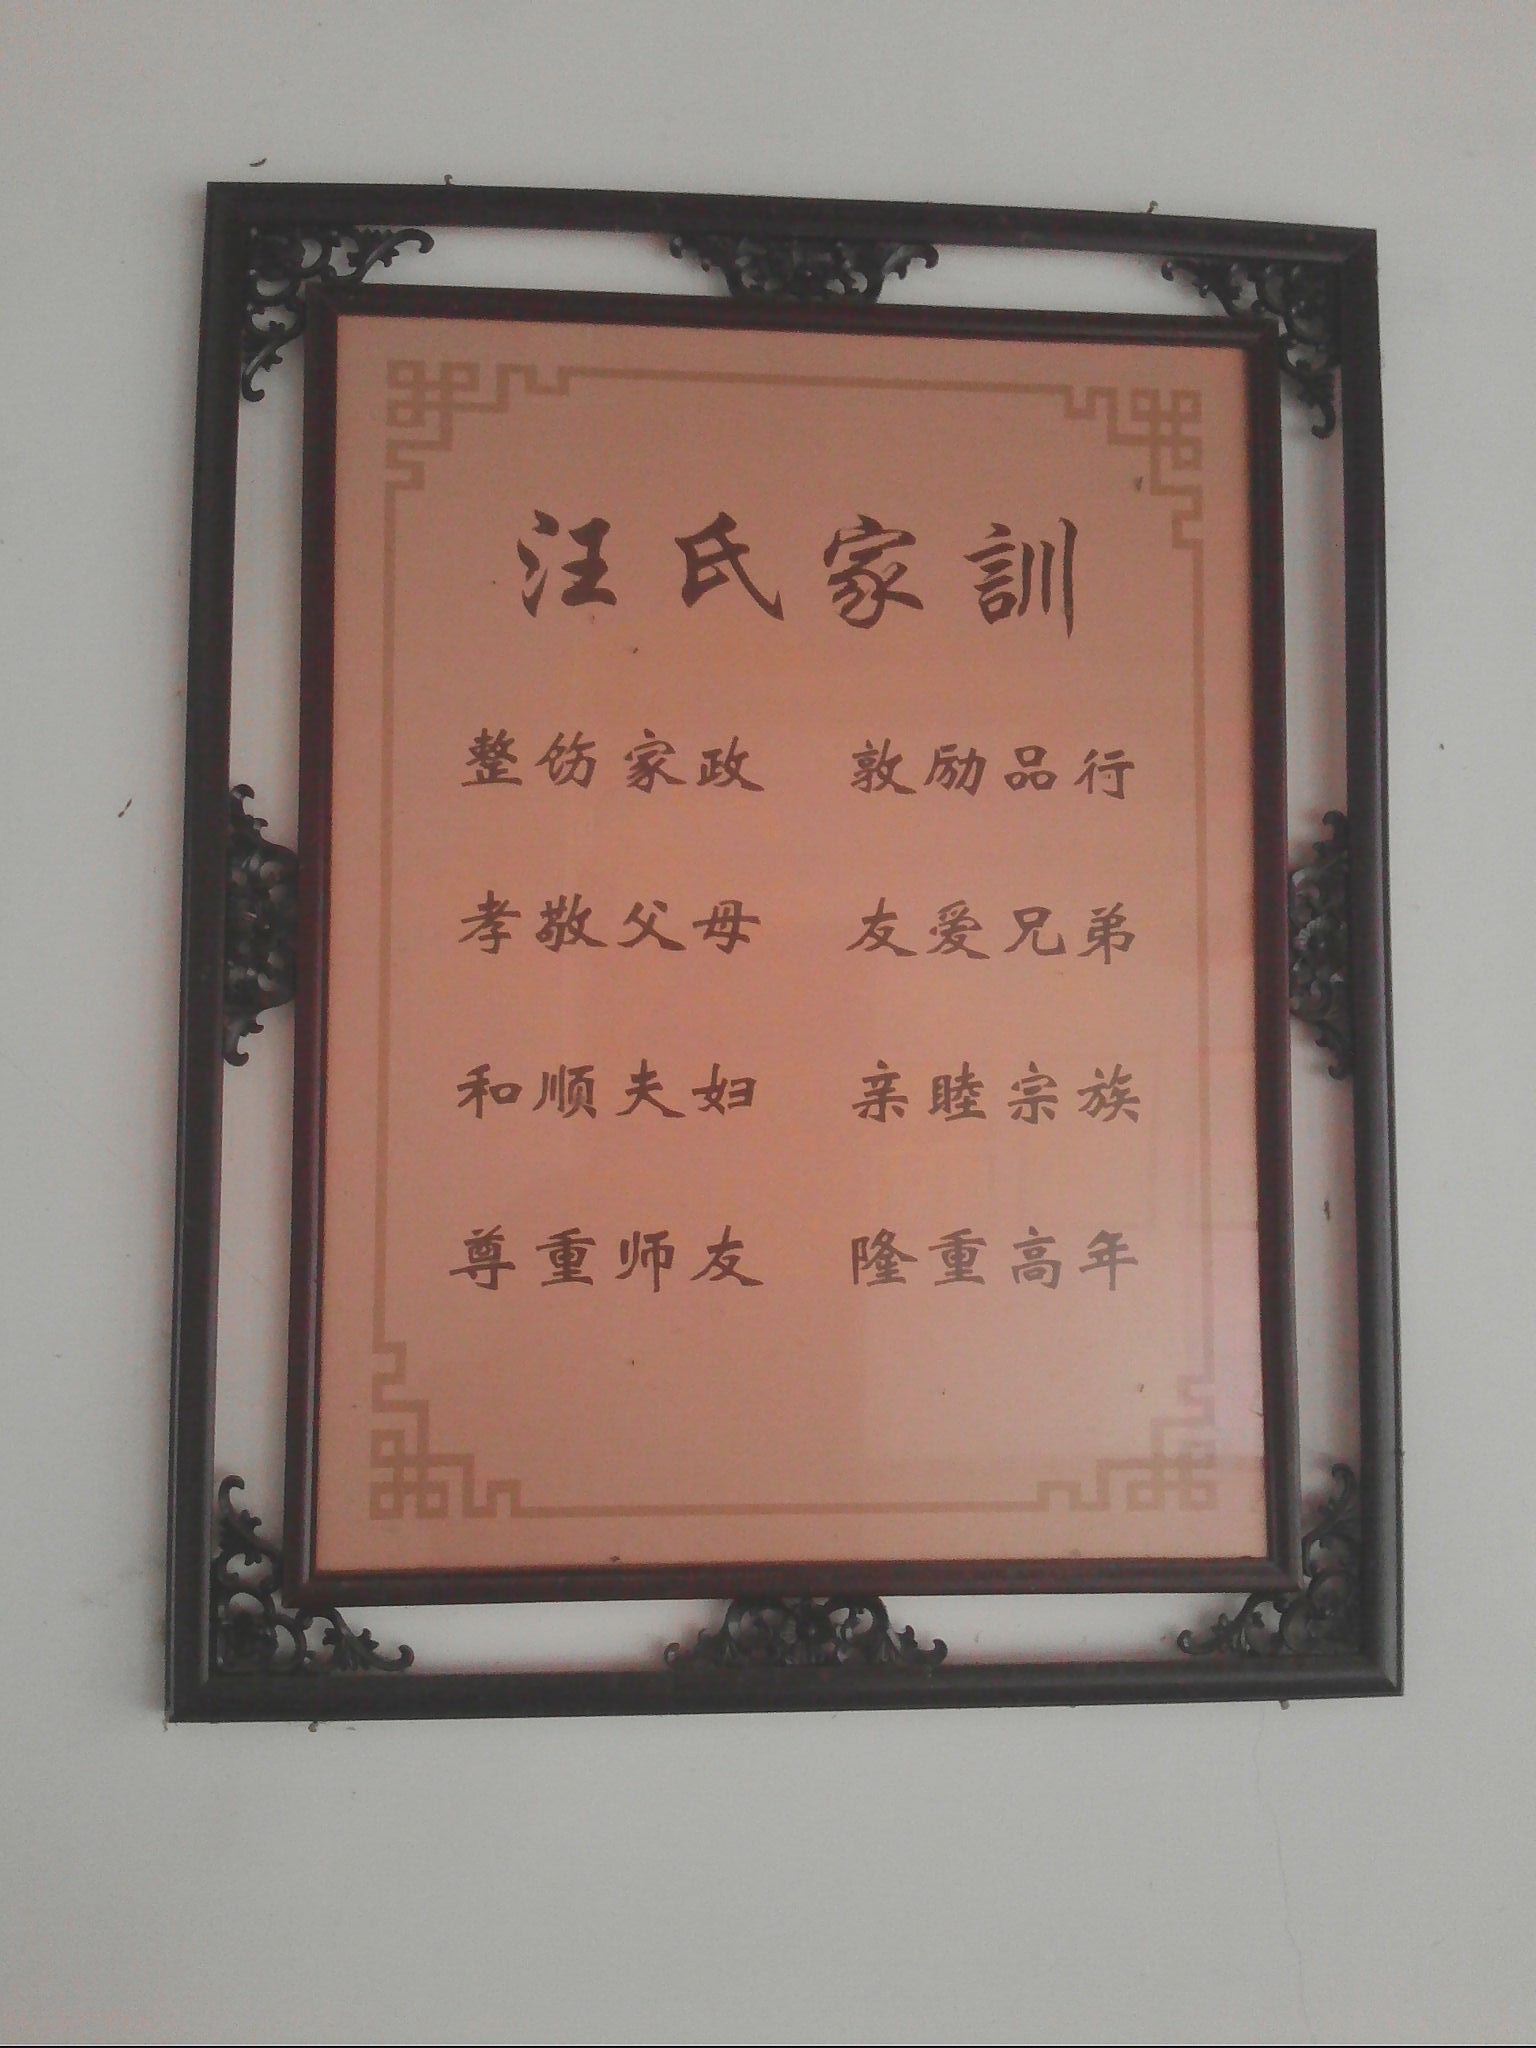 汪氏家訓
整饬家政 敦励品行
孝敬父母 友爱兄弟
和顺夫妇 亲睦宗族
尊重师友 隆重高年